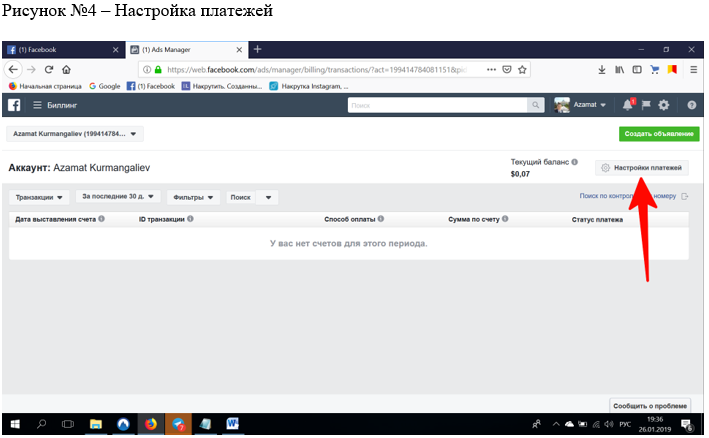 Рисунок №4 – Настройка платежей
(1) Facebook
(1) Ads Manager
https://web.facebook.com/ads/manager/billing/transactions/?act=199414784081151&pi
Начальная страница
Google
(1) Facebook
Накрутить. Созданны...
Накрутка Instagram, ...
Биллинг
Поиск
Azamat
1
Azamat Kurmangaliev (199414784...
Создать объявление
Аккаунт: Azamat Kurmangaliev
Текущий баланс
$0,07
Настройки платежей
Транзакции
За последние 30 д.
Фильтры
Поиск
Поиск по номеру
Дата выставления счета
ID транзакции
Способ оплаты
Сумма по счету
Статус платежа
У вас нет счетов для этого периода.
Сообщить о проблеме
РУС
19:36
26.01.2019